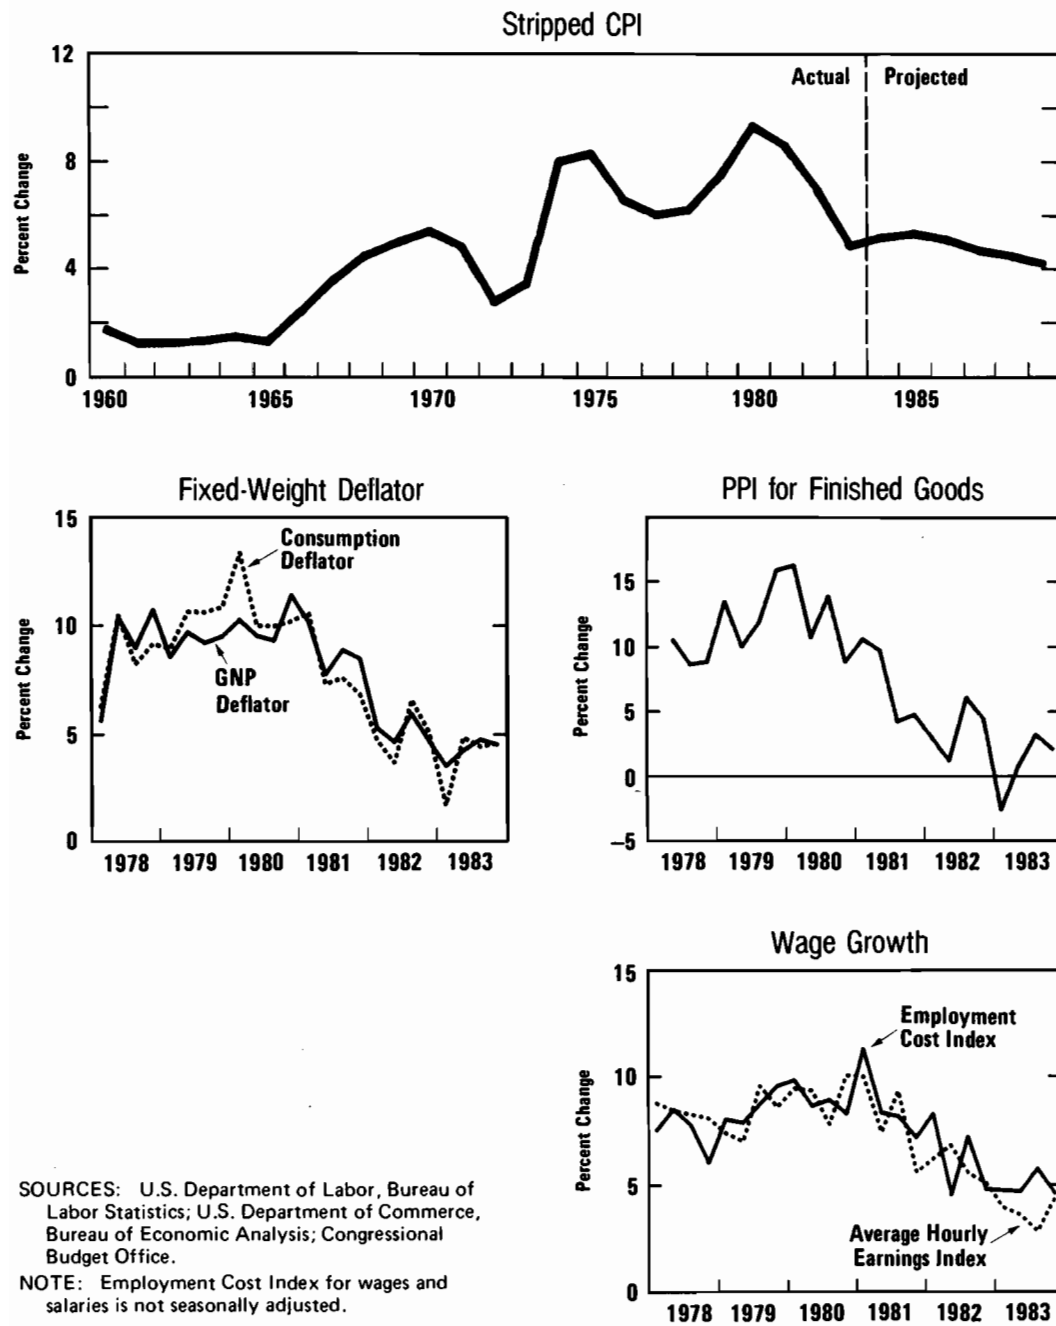 Stripped CPI
12
8
4
0
Percent Change
Actual
Projected
1960 1965 1970 1975 1980 1985
Fixed-Weight Deflator
15
10
5
0
Percent Change
Consumption
Deflator
GNP
Deflator
1978 1979 1980 1981 1982 1983
PPI for Finished Goods
15
10
5
0
−5
Percent Change
1978 1979 1980 1981 1982 1983
Wage Growth
15
10
5
0
Percent Change
Employment
Cost Index
Average Hourly
Earnings Index
1978 1979 1980 1981 1982 1983
SOURCES: U.S. Department of Labor, Bureau of
Labor Statistics; U.S. Department of Commerce,
Bureau of Economic Analysis; Congressional
Budget Office.
NOTE: Employment Cost Index for wages and
salaries is not seasonally adjusted.